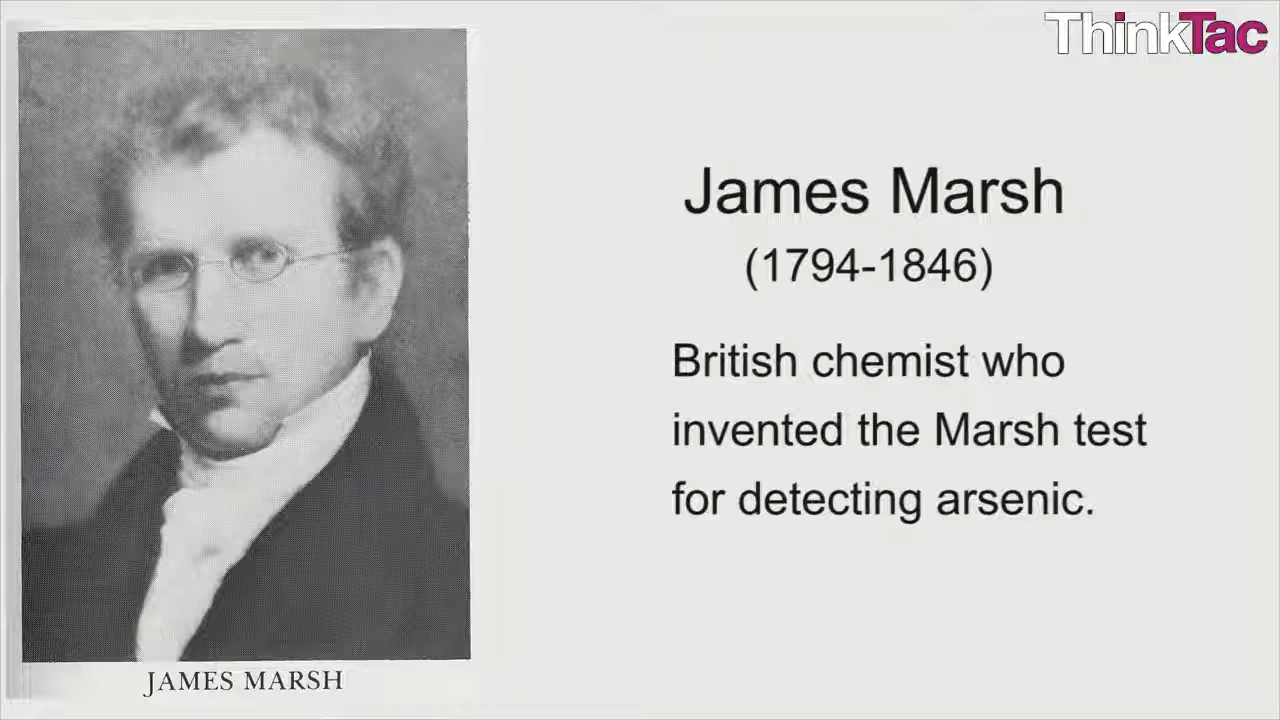 ThinkTac
James Marsh
(1794-1846)
British chemist who
invented the Marsh test
for detecting arsenic.
JAMES MARSH